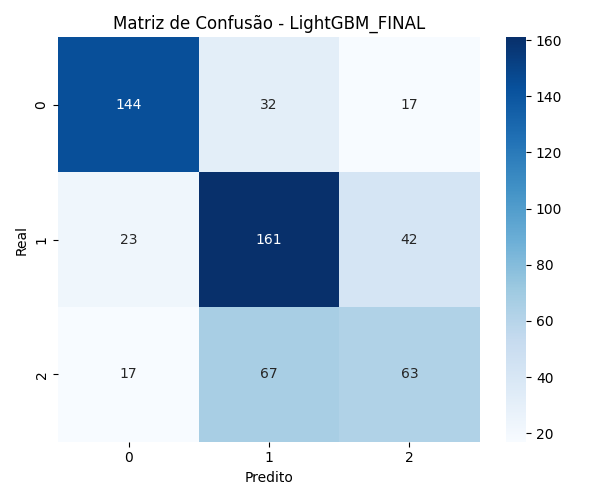 Matriz de Confusão - LightGBM_FINAL
0 144 32 17
1 23 161 42
2 17 67 63
0 1 2
Real
Predito
160
140
120
100
80
60
40
20